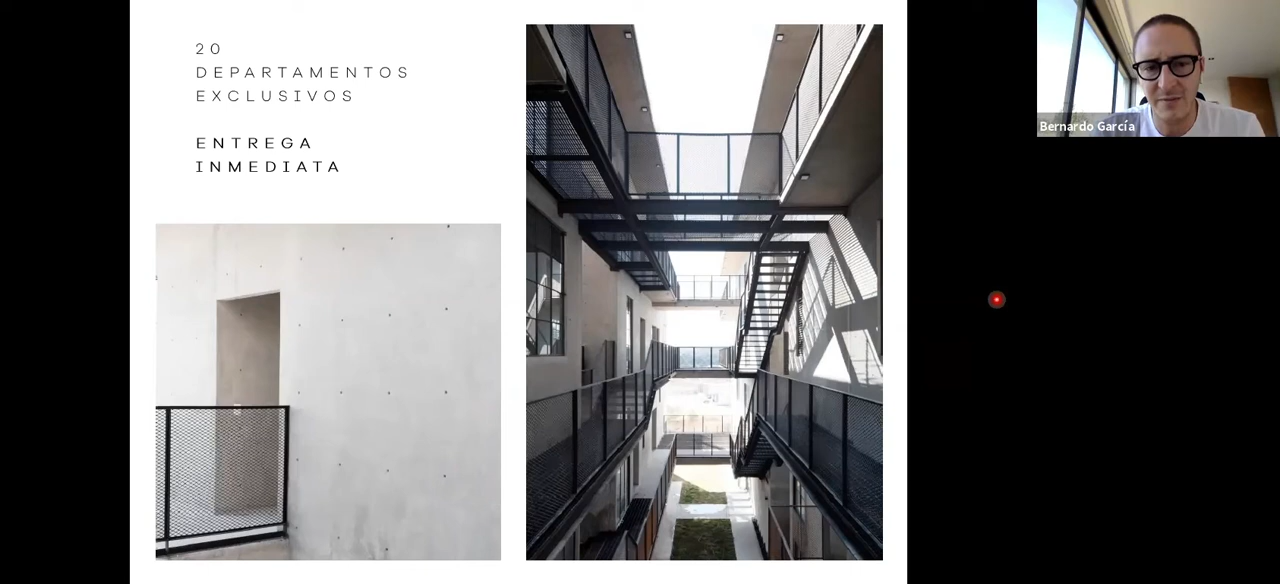 20
DEPARTAMENTOS
EXCLUSIVOS
ENTREGA
INMEDIATA
Bernardo García